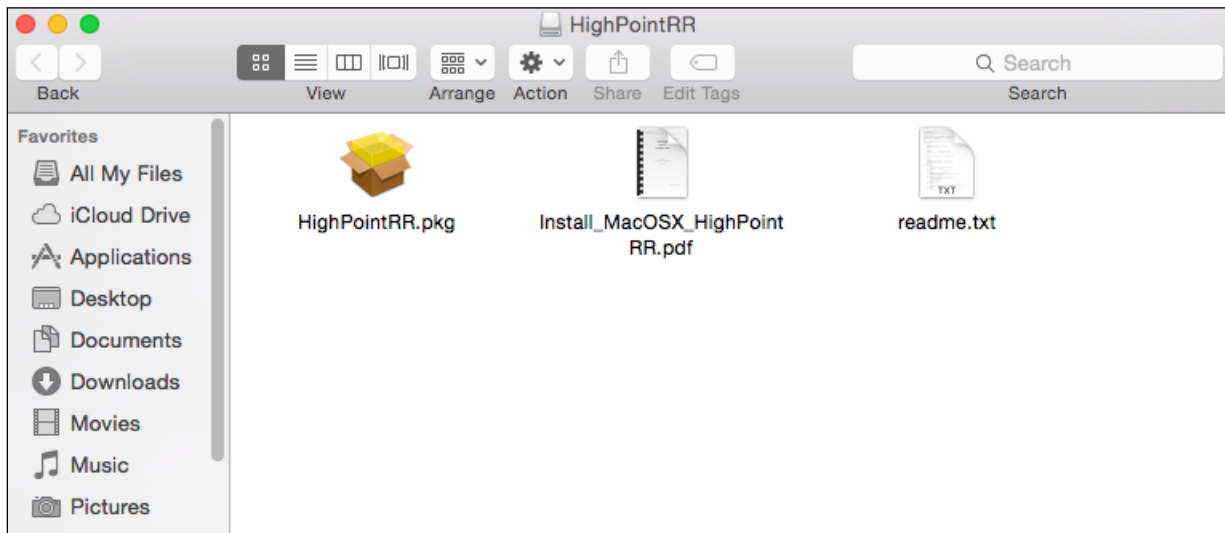 HighPointRR
Search
Back
View
Arrange
Action
Share
Edit Tags
Search
Favorites
All My Files
iCloud Drive
Applications
Desktop
Documents
Downloads
Movies
Music
Pictures
HighPointRR.pkg
Install_MacOSX_HighPoint
RR.pdf
TXT
readme.txt